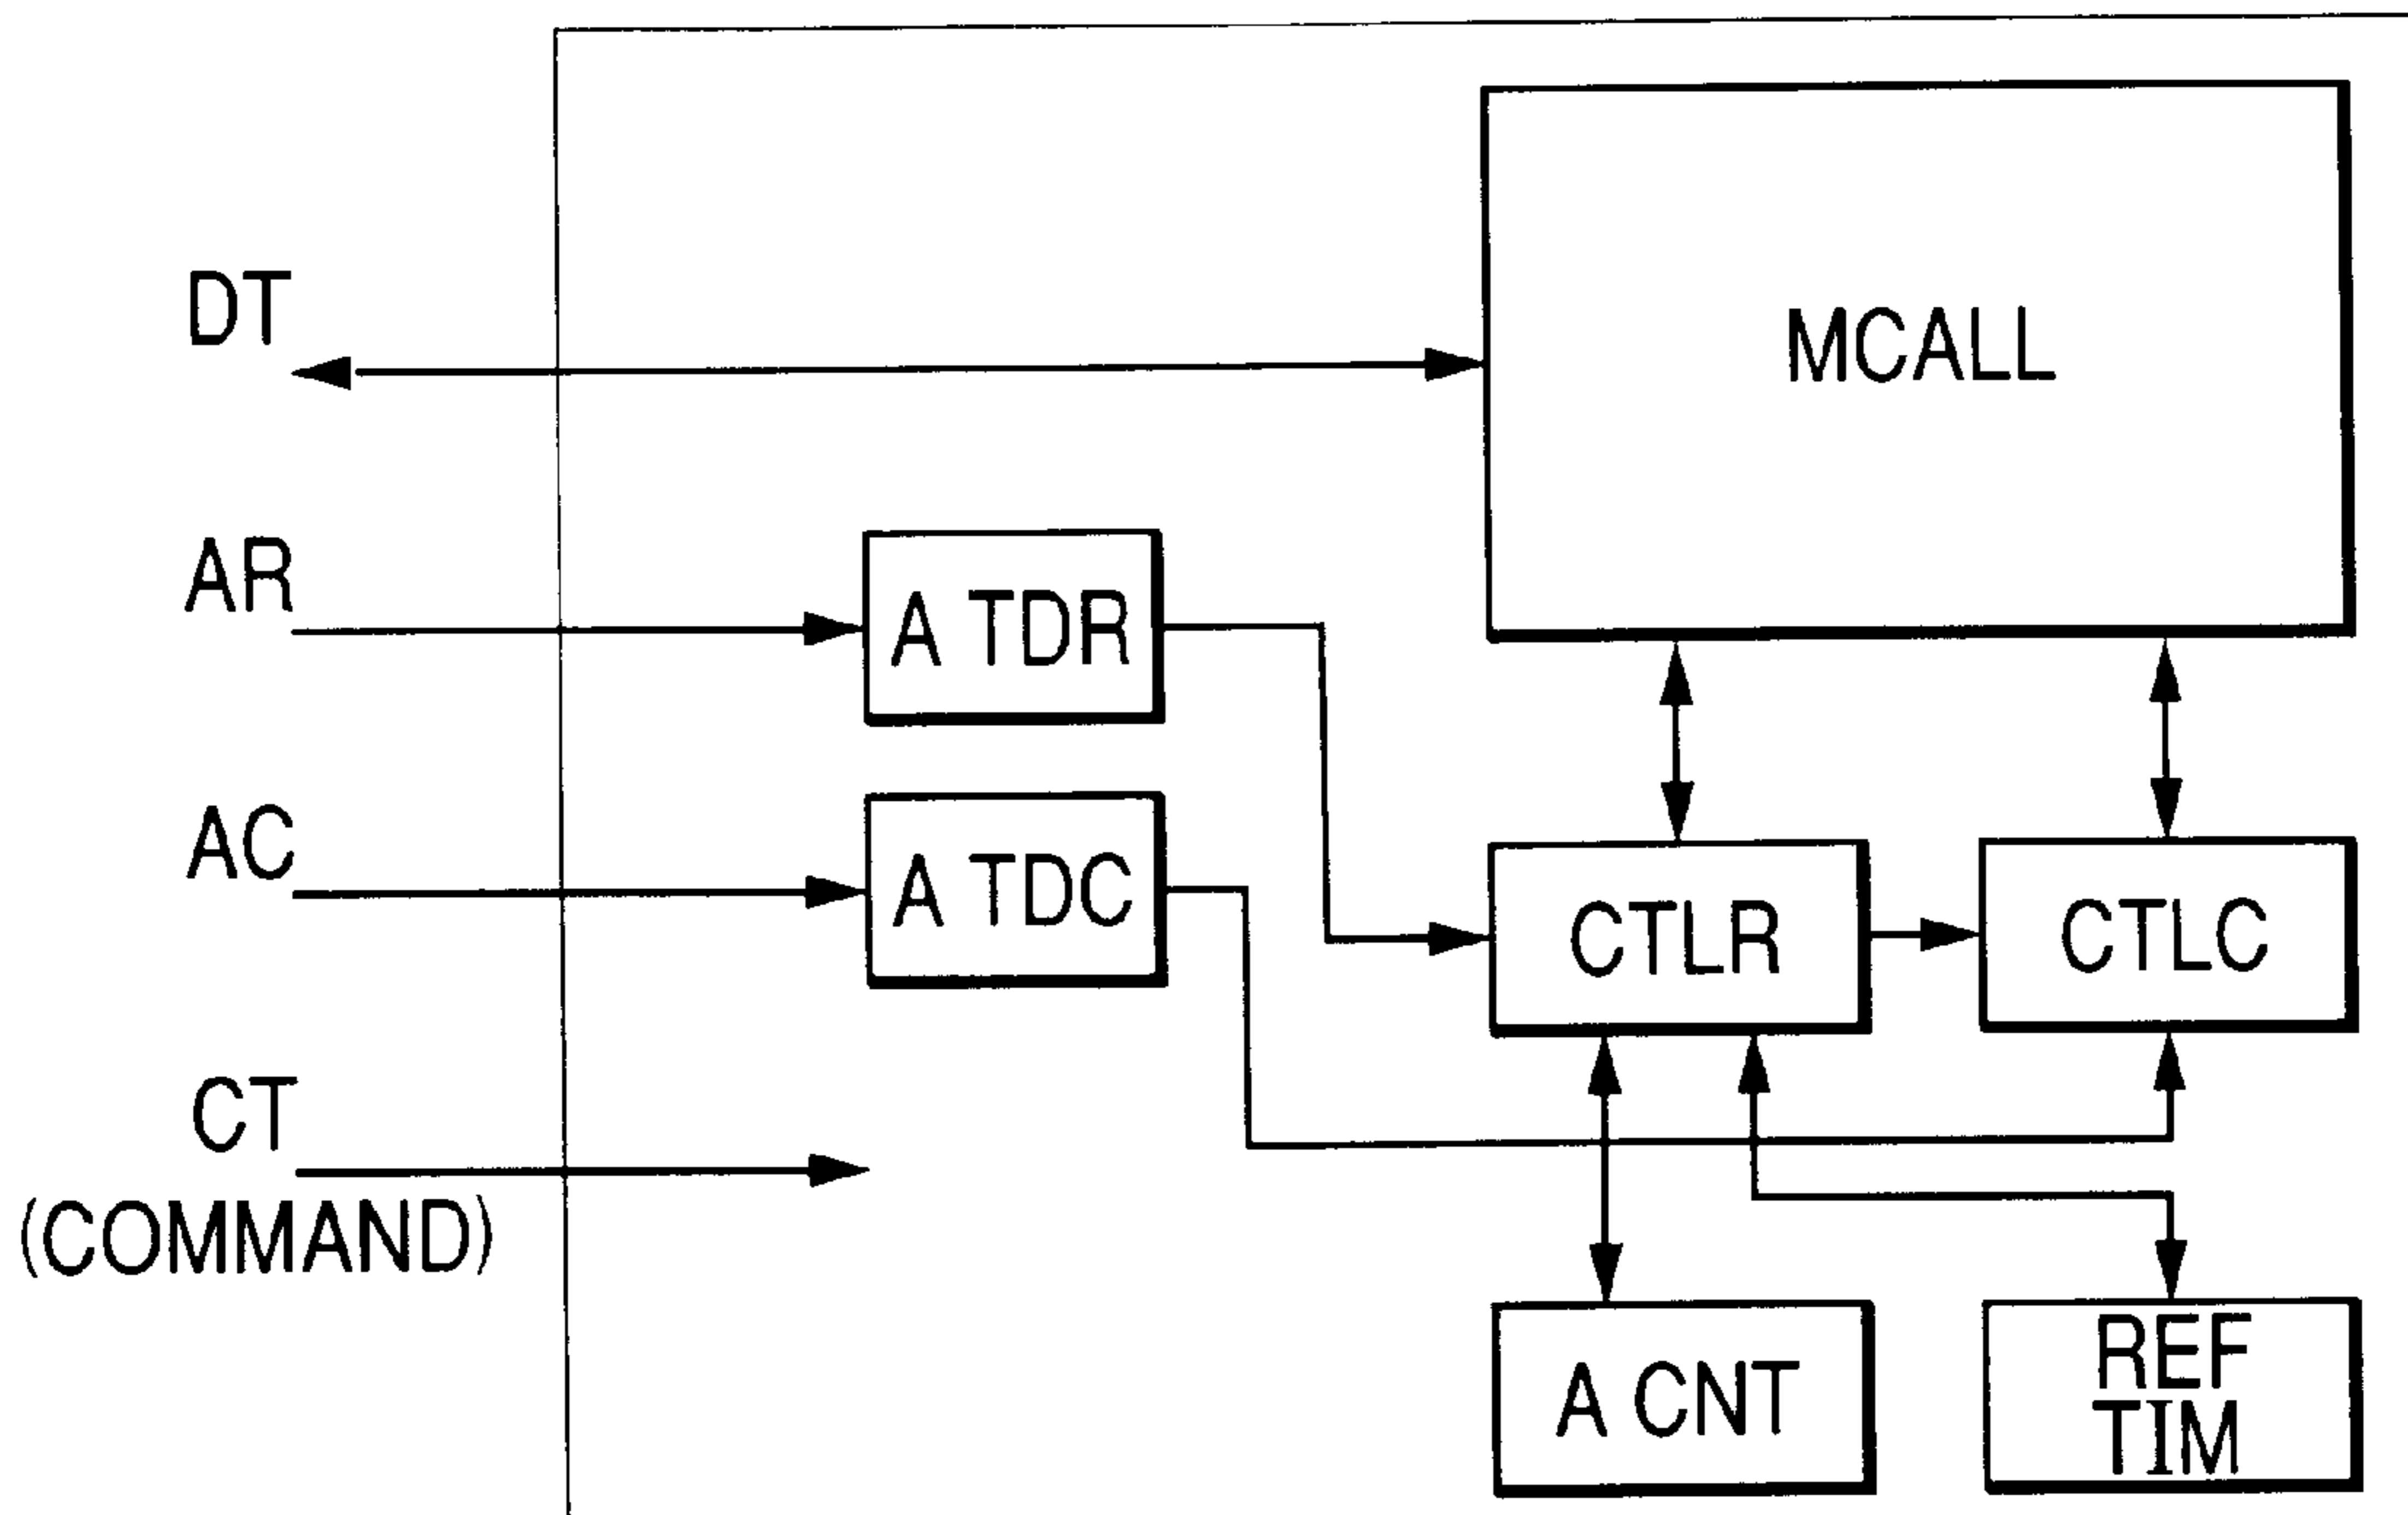 DT
MCALL
AR
A TDR
AC
A TDC
CTLR
CTLC
CT
(COMMAND)
A CNT
REF
TIM